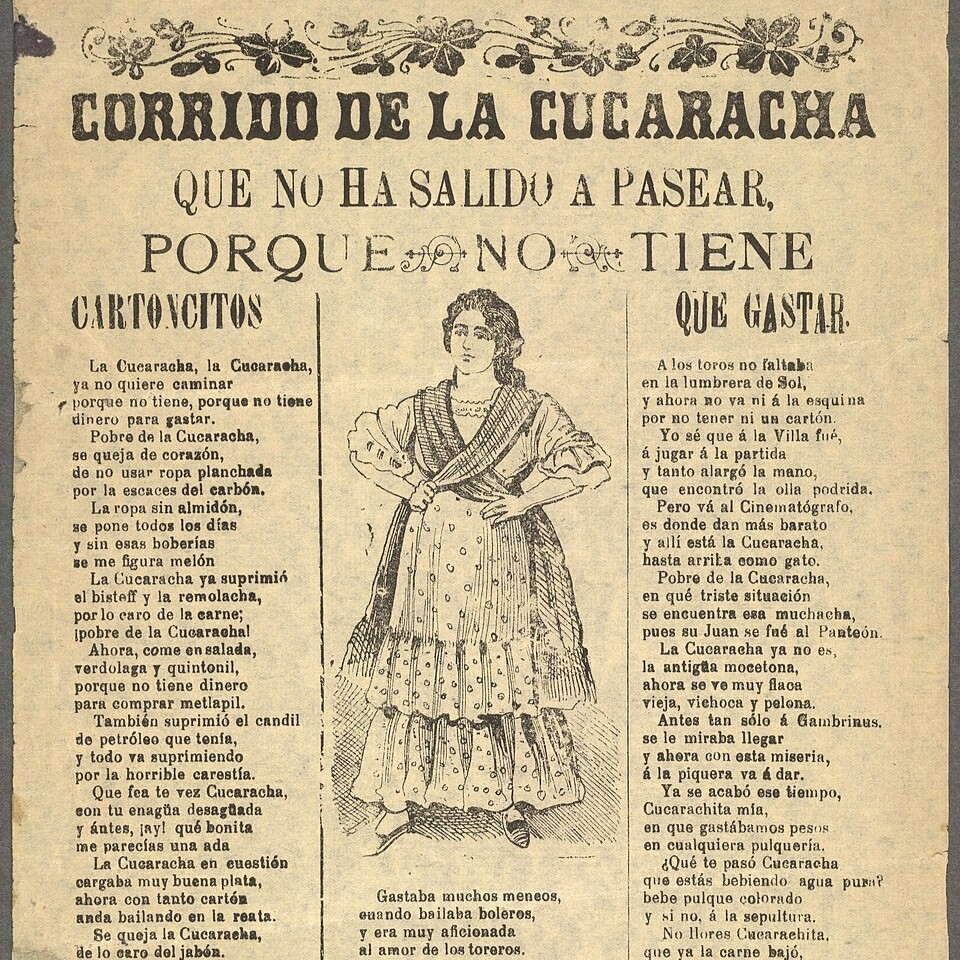 CORRIDO DE LA CUCARACHA
QUE NO HA SALIDO A PASEAR,
PORQUE NO TIENE
CARTONCITOS
QUE GASTAR.
La Cucaracha, la Cucaracha,
ya no quiere caminar
porque no tiene, porque no tiene
dinero para gastar.
Pobre de la Cucaracha,
se queja de corazón,
de no usar ropa planchada
por la escaces del carbón.
La ropa sin almidón,
se pone todos los días
y sin esas boberías
se me figura melón
La Cucaracha ya suprimió
el bisteff y la remolacha,
por lo caro de la carne;
¡pobre de la Cucaracha!
Ahora, come en salada,
verdolaga y quintonil,
porque no tiene dinero
para comprar metlapil.
También suprimió el candil
de petróleo que tenía,
y todo va suprimiendo
por la horrible carestía.
Que fea te vez Cucaracha,
con tu enagüa desagüada
y ántes, ¡ay! qué bonita
me parecías una ada
La Cucaracha en cuestión
cargaba muy buena plata,
ahora con tanto cartón
anda bailando en la reata.
Se queja la Cucaracha,
de lo caro del jabón.
Gastaba muchos meneos,
cuando bailaba boleros,
y era muy aficionada
al amor de los toreros.
A los toros no faltaba
en la lumbrera de Sol,
y ahora no va ni á la esquina
por no tener ni un cartón.
Yo sé que á la Villa fué,
á jugar á la partida
y tanto alargó la mano,
que encontró la olla podrida.
Pero vá al Cinematógrafo,
es donde dan más barato
y allí está la Cucaracha,
hasta arriba como gato.
Pobre de la Cucaracha,
en qué triste situación
se encuentra esa muchacha,
pues su Juan se fué al Panteón.
La Cucaracha ya no es,
la antigüa mocetona,
ahora se ve muy flaca
vieja, vichoca y pelona.
Antes tan sólo á Gambrinus.
se le miraba llegar
y ahora con esta miseria,
á la piquera va á dar.
Ya se acabó ese tiempo,
Cucarachita mía,
en que gastábamos pesos
en cualquiera pulquería.
¿Qué te pasó Cucaracha
que estás bebiendo agua pura?
bebe pulque colorado
y si no, á la sepultura.
No llores Cucarachita,
que ya la carne bajó,